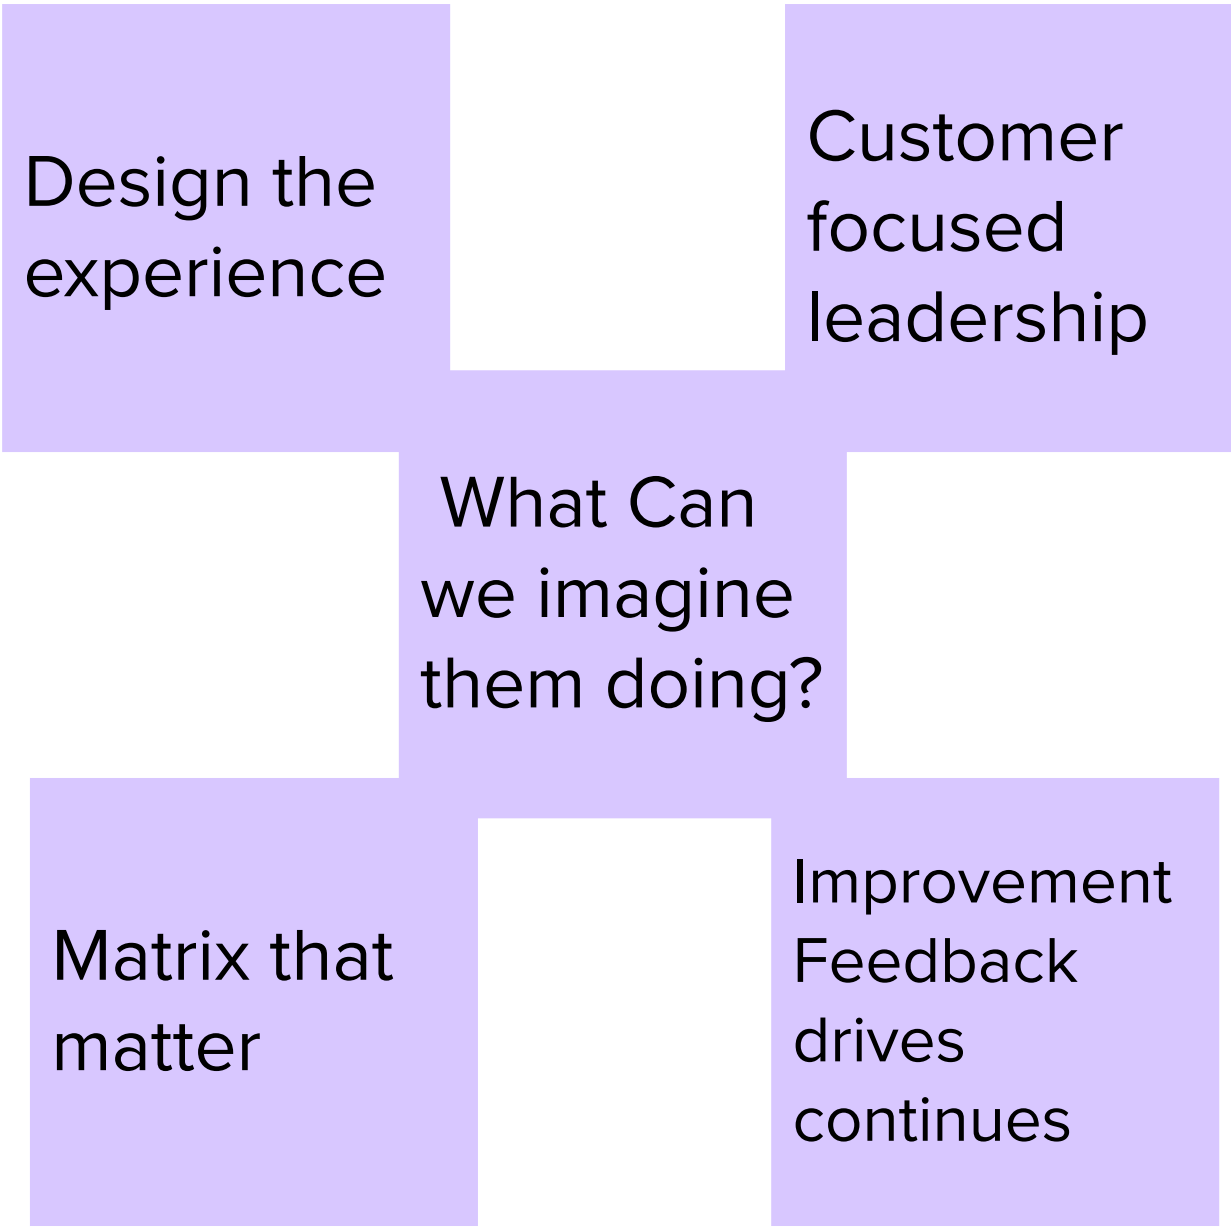 Design the
experience
Customer
focused
leadership
What Can
we imagine
them doing?
Matrix that
matter
Improvement
Feedback
drives
continues